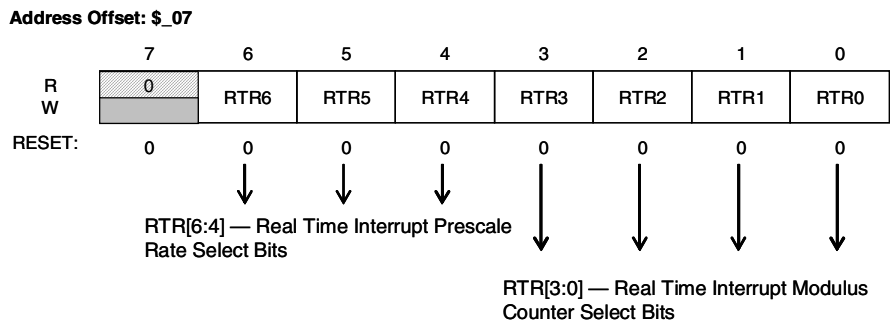 Address Offset: $_07
7 6 5 4 3 2 1 0
R 0 RTR6 RTR5 RTR4 RTR3 RTR2 RTR1 RTR0
W
RESET: 0 0 0 0 0 0 0 0
RTR[6:4] — Real Time Interrupt Prescale
Rate Select Bits
RTR[3:0] — Real Time Interrupt Modulus
Counter Select Bits